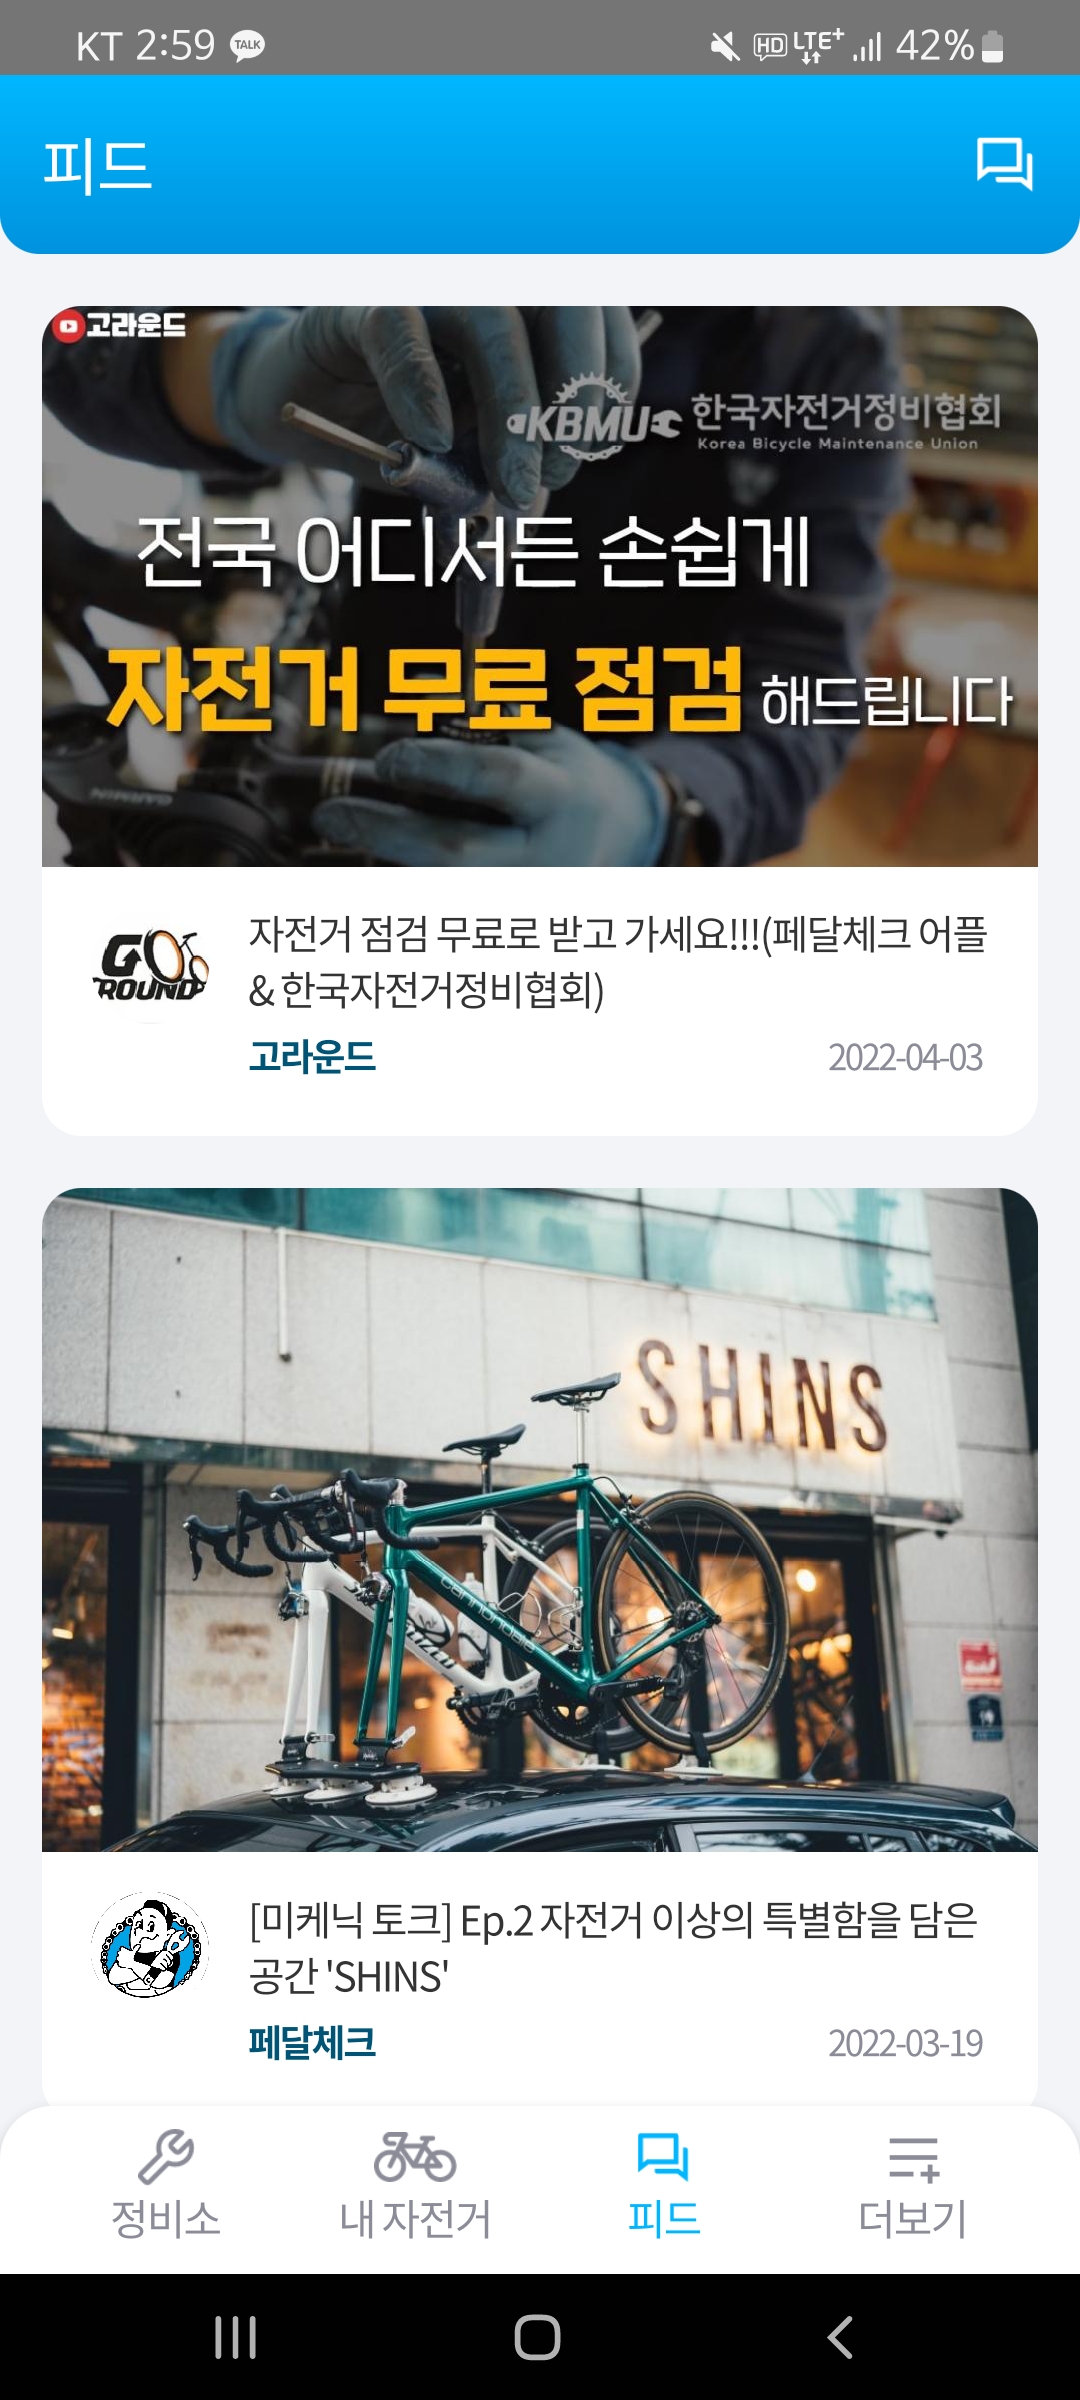 KT 2:59 TALK HD LTE+ 42%
피드
고라운드
KBMU 한국자전거정비협회
Korea Bicycle Maintenance Union
전국 어디서든 손쉽게
자전거 무료 점검 해드립니다
GARMIN
GO
ROUND
자전거 점검 무료로 받고 가세요!!!(페달체크 어플
& 한국자전거정비협회)
고라운드 2022-04-03
SHINS
cannondale
[미케닉 토크] Ep.2 자전거 이상의 특별함을 담은
공간 'SHINS'
페달체크 2022-03-19
정비소 내 자전거 피드 더보기